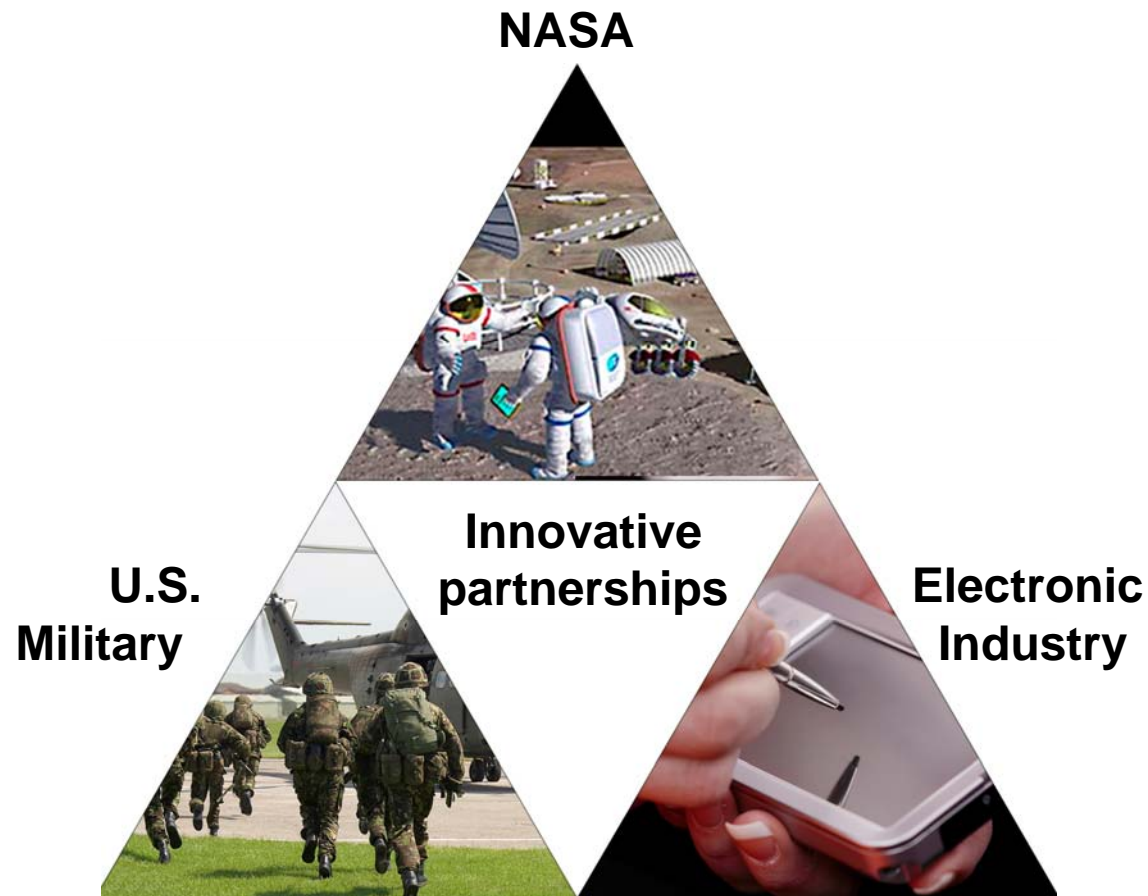 NASA
Innovative
partnerships
U.S.
Military
Electronic
Industry